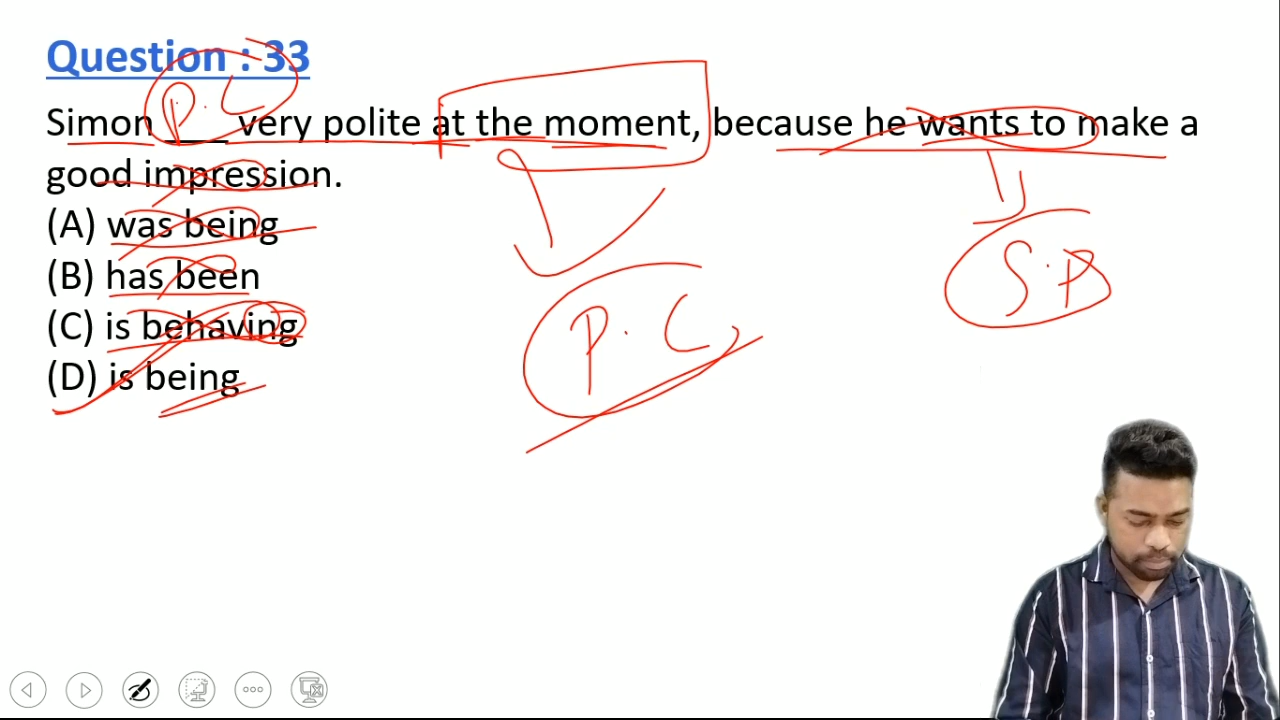 Question : 33
P. C
Simon ___ very polite at the moment, because he wants to make a
good impression.
(A) was being
(B) has been
(C) is behaving
(D) is being
P. C,
S.P